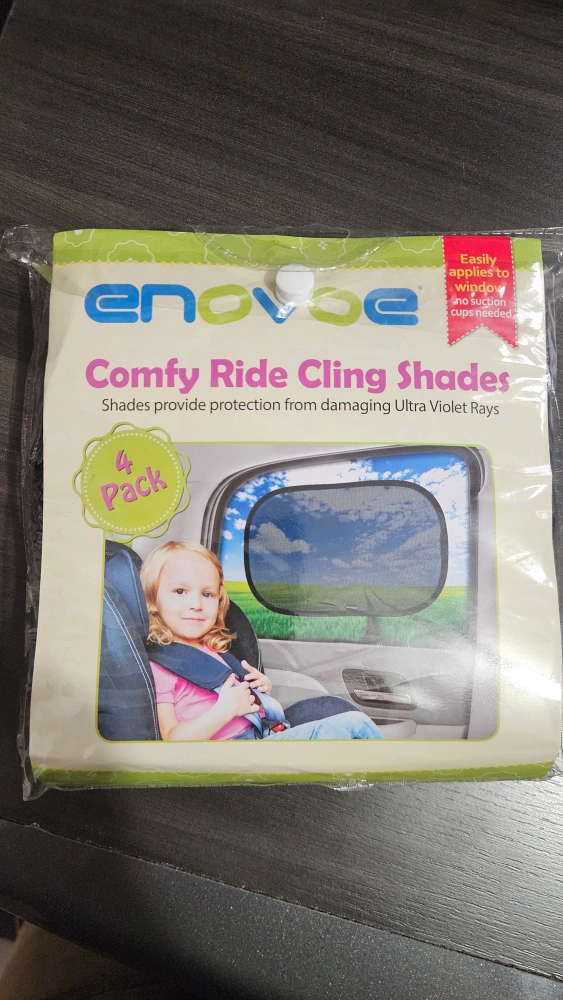 enovoe
Easily
applies to
window
no suction
cups needed
Comfy Ride Cling Shades
Shades provide protection from damaging Ultra Violet Rays
4
Pack